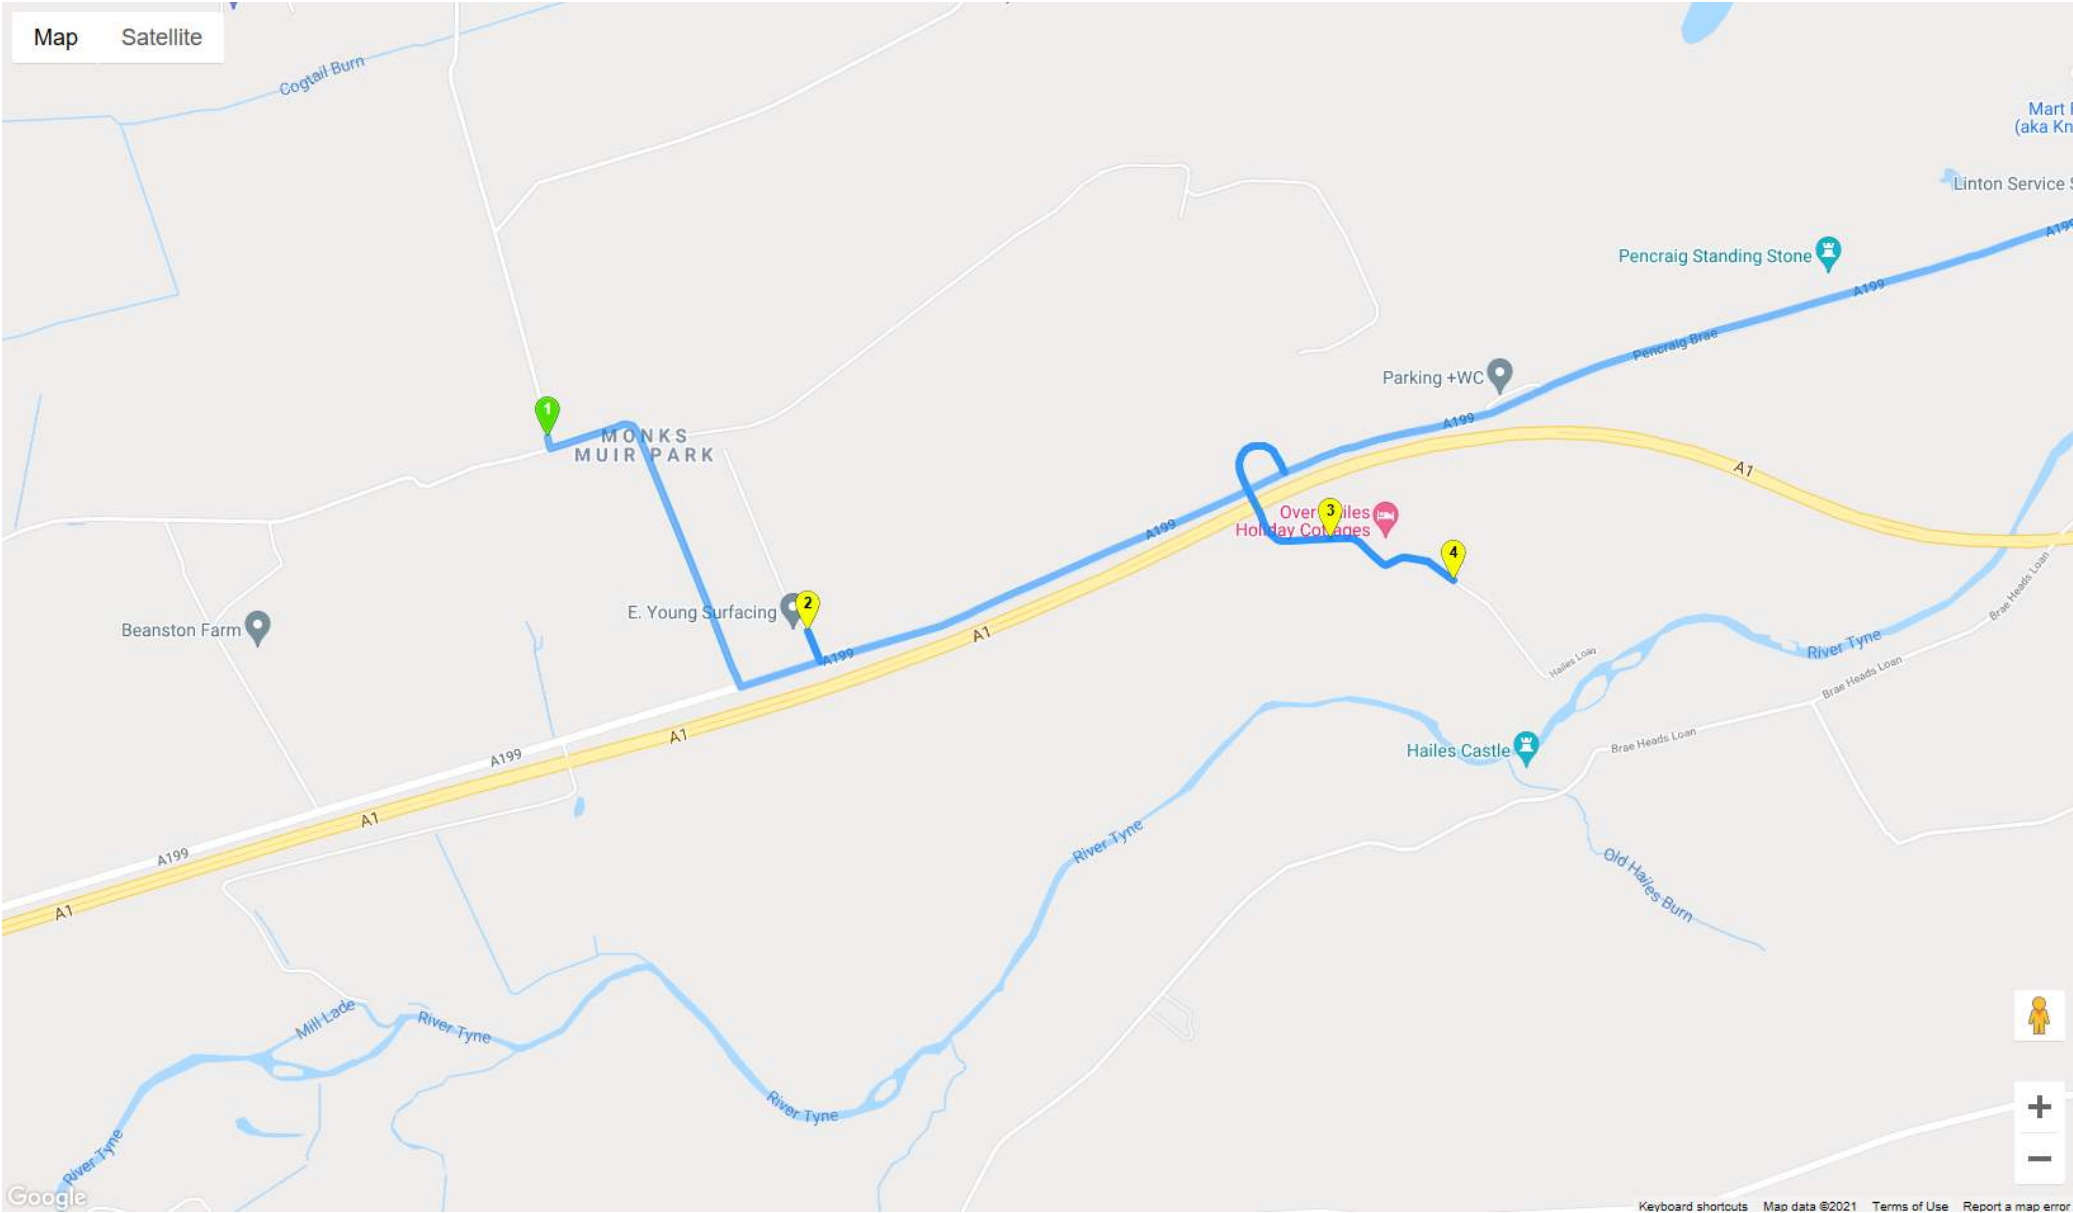 Map
Satellite
Cogtail Burn
Mart
(aka Kn
Linton Service
A199
Pencraig Standing Stone
A199
Pencraig Brae
Parking +WC
A199
1
MONKS
MUIR PARK
A1
3
Holiday Cottages
4
A199
Brae Heads Loan
2
E. Young Surfacing
Beanston Farm
A199
A1
River Tyne
Hailes Loan
Brae Heads Loan
A1
A199
Hailes Castle
Brae Heads Loan
A1
River Tyne
A199
Old Hailes Burn
A1
Mill Lade
River Tyne
River Tyne
River Tyne
Google
Keyboard shortcuts
Map data ©2021
Terms of Use
Report a map error